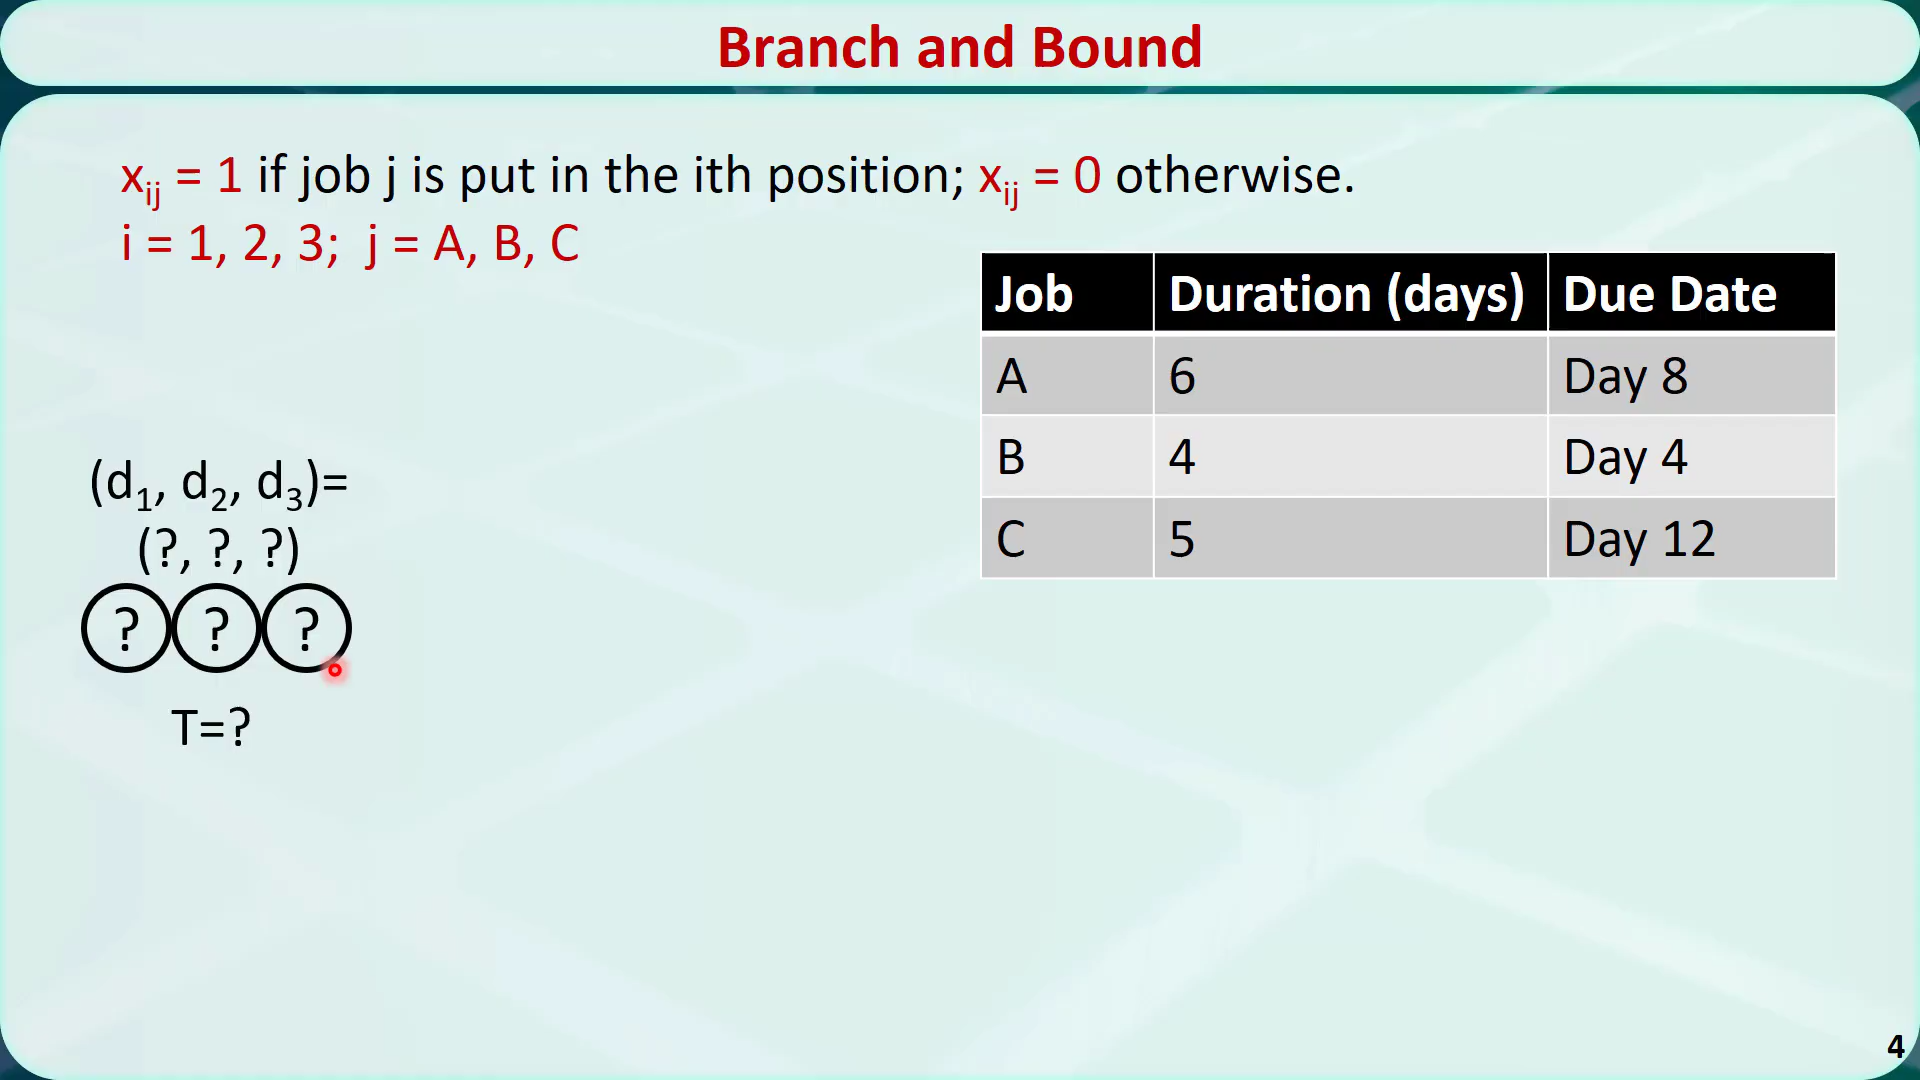 Branch and Bound
xij = 1 if job j is put in the ith position; xij = 0 otherwise.
i = 1, 2, 3; j = A, B, C
Job Duration (days) Due Date
A 6 Day 8
B 4 Day 4
C 5 Day 12
(d1, d2, d3)=
(?, ?, ?)
? ? ?
T=?
4